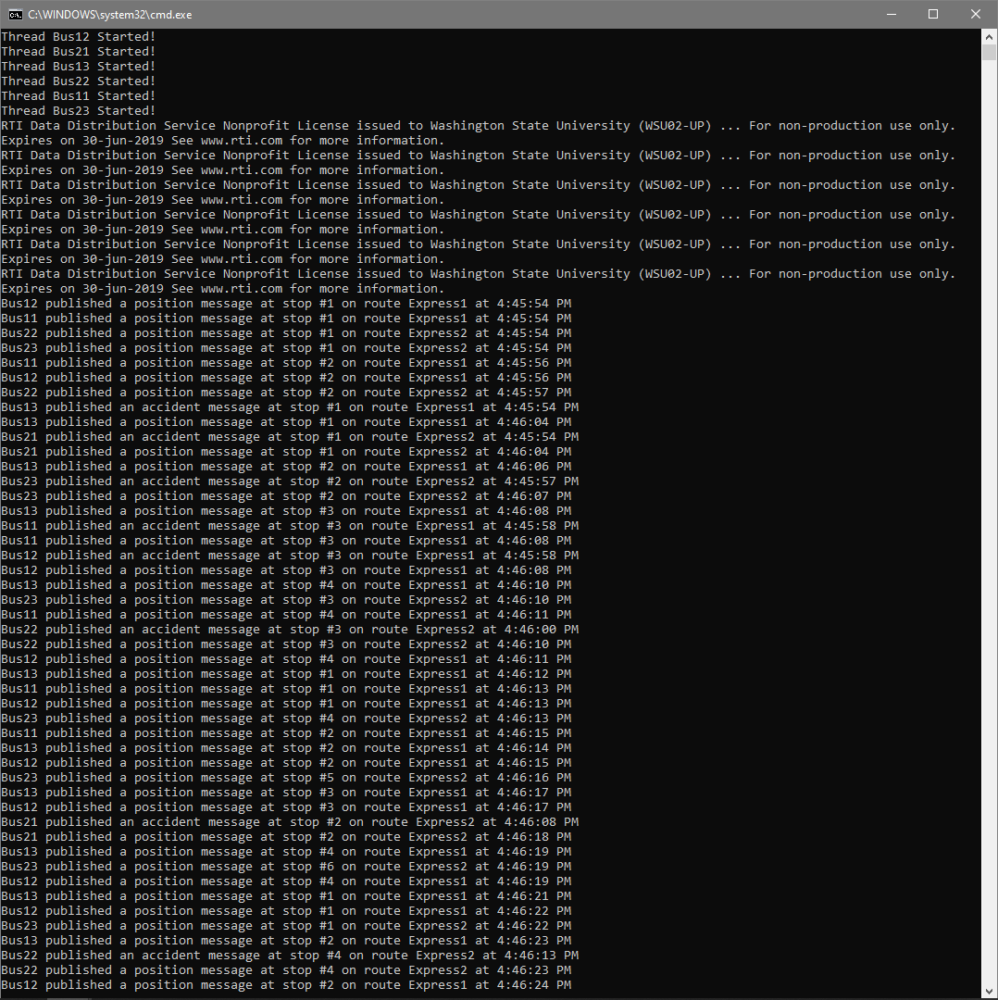 C:\WINDOWS\system32\cmd.exe
Thread Bus12 Started!
Thread Bus21 Started!
Thread Bus13 Started!
Thread Bus22 Started!
Thread Bus11 Started!
Thread Bus23 Started!
RTI Data Distribution Service Nonprofit License issued to Washington State University (WSU02-UP) ... For non-production use only.
Expires on 30-jun-2019 See www.rti.com for more information.
RTI Data Distribution Service Nonprofit License issued to Washington State University (WSU02-UP) ... For non-production use only.
Expires on 30-jun-2019 See www.rti.com for more information.
RTI Data Distribution Service Nonprofit License issued to Washington State University (WSU02-UP) ... For non-production use only.
Expires on 30-jun-2019 See www.rti.com for more information.
RTI Data Distribution Service Nonprofit License issued to Washington State University (WSU02-UP) ... For non-production use only.
Expires on 30-jun-2019 See www.rti.com for more information.
RTI Data Distribution Service Nonprofit License issued to Washington State University (WSU02-UP) ... For non-production use only.
Expires on 30-jun-2019 See www.rti.com for more information.
RTI Data Distribution Service Nonprofit License issued to Washington State University (WSU02-UP) ... For non-production use only.
Expires on 30-jun-2019 See www.rti.com for more information.
Bus12 published a position message at stop #1 on route Express1 at 4:45:54 PM
Bus11 published a position message at stop #1 on route Express1 at 4:45:54 PM
Bus22 published a position message at stop #1 on route Express2 at 4:45:54 PM
Bus23 published a position message at stop #1 on route Express2 at 4:45:54 PM
Bus11 published a position message at stop #2 on route Express1 at 4:45:56 PM
Bus12 published a position message at stop #2 on route Express1 at 4:45:56 PM
Bus22 published a position message at stop #2 on route Express2 at 4:45:57 PM
Bus13 published an accident message at stop #1 on route Express1 at 4:45:54 PM
Bus13 published a position message at stop #1 on route Express1 at 4:46:04 PM
Bus21 published an accident message at stop #1 on route Express2 at 4:45:54 PM
Bus21 published a position message at stop #1 on route Express2 at 4:46:04 PM
Bus13 published a position message at stop #2 on route Express1 at 4:46:06 PM
Bus23 published an accident message at stop #2 on route Express2 at 4:45:57 PM
Bus23 published a position message at stop #2 on route Express2 at 4:46:07 PM
Bus13 published a position message at stop #3 on route Express1 at 4:46:08 PM
Bus11 published an accident message at stop #3 on route Express1 at 4:45:58 PM
Bus11 published a position message at stop #3 on route Express1 at 4:46:08 PM
Bus12 published an accident message at stop #3 on route Express1 at 4:45:58 PM
Bus12 published a position message at stop #3 on route Express1 at 4:46:08 PM
Bus13 published a position message at stop #4 on route Express1 at 4:46:10 PM
Bus23 published a position message at stop #3 on route Express2 at 4:46:10 PM
Bus11 published a position message at stop #4 on route Express1 at 4:46:11 PM
Bus22 published an accident message at stop #3 on route Express2 at 4:46:00 PM
Bus22 published a position message at stop #3 on route Express2 at 4:46:10 PM
Bus12 published a position message at stop #4 on route Express1 at 4:46:11 PM
Bus13 published a position message at stop #1 on route Express1 at 4:46:12 PM
Bus11 published a position message at stop #1 on route Express1 at 4:46:13 PM
Bus12 published a position message at stop #1 on route Express1 at 4:46:13 PM
Bus23 published a position message at stop #4 on route Express2 at 4:46:13 PM
Bus11 published a position message at stop #2 on route Express1 at 4:46:15 PM
Bus13 published a position message at stop #2 on route Express1 at 4:46:14 PM
Bus12 published a position message at stop #2 on route Express1 at 4:46:15 PM
Bus23 published a position message at stop #5 on route Express2 at 4:46:16 PM
Bus13 published a position message at stop #3 on route Express1 at 4:46:17 PM
Bus12 published a position message at stop #3 on route Express1 at 4:46:17 PM
Bus21 published an accident message at stop #2 on route Express2 at 4:46:08 PM
Bus21 published a position message at stop #2 on route Express2 at 4:46:18 PM
Bus13 published a position message at stop #4 on route Express1 at 4:46:19 PM
Bus23 published a position message at stop #6 on route Express2 at 4:46:19 PM
Bus12 published a position message at stop #4 on route Express1 at 4:46:19 PM
Bus13 published a position message at stop #1 on route Express1 at 4:46:21 PM
Bus12 published a position message at stop #1 on route Express1 at 4:46:22 PM
Bus23 published a position message at stop #1 on route Express2 at 4:46:22 PM
Bus13 published a position message at stop #2 on route Express1 at 4:46:23 PM
Bus22 published an accident message at stop #4 on route Express2 at 4:46:13 PM
Bus22 published a position message at stop #4 on route Express2 at 4:46:23 PM
Bus12 published a position message at stop #2 on route Express1 at 4:46:24 PM